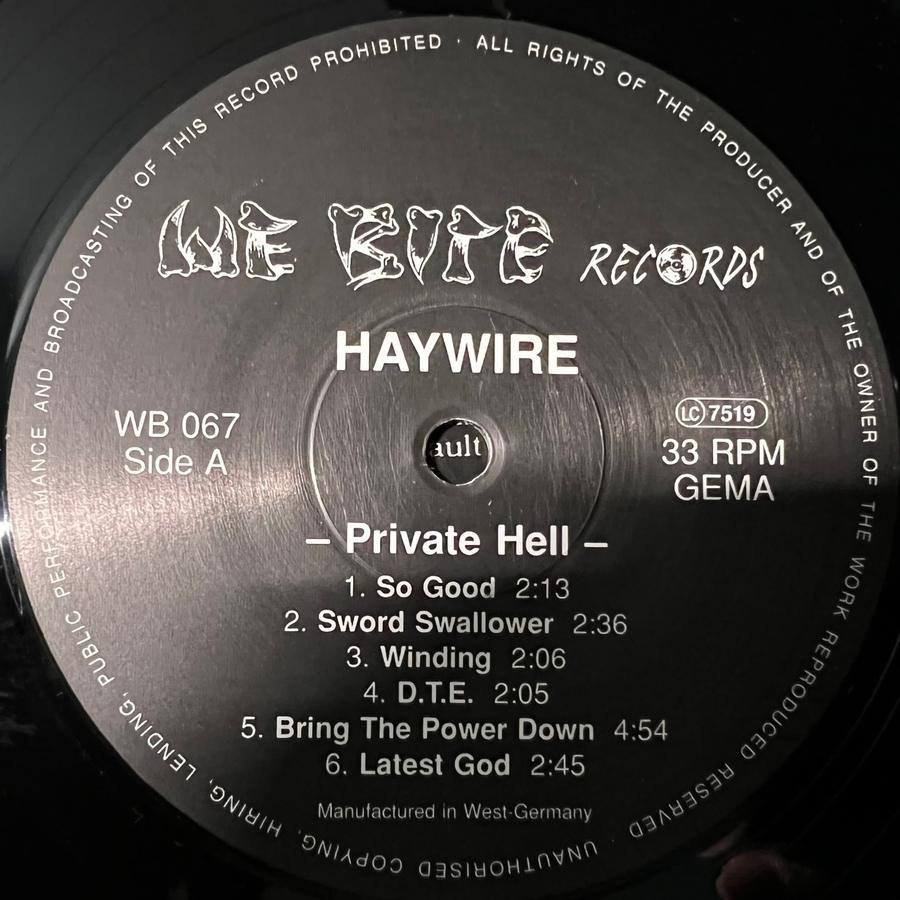 ALL RIGHTS OF THE PRODUCER AND OF THE OWNER OF THE WORK REPRODUCED RESERVED · UNAUTHORISED COPYING, HIRING, LENDING, PUBLIC PERFORMANCE AND BROADCASTING OF THIS RECORD PROHIBITED ·
WE BITE RECORDS
HAYWIRE
WB 067
Side A
LC 7519
33 RPM
GEMA
ault
– Private Hell –
1. So Good 2:13
2. Sword Swallower 2:36
3. Winding 2:06
4. D.T.E. 2:05
5. Bring The Power Down 4:54
6. Latest God 2:45
Manufactured in West-Germany